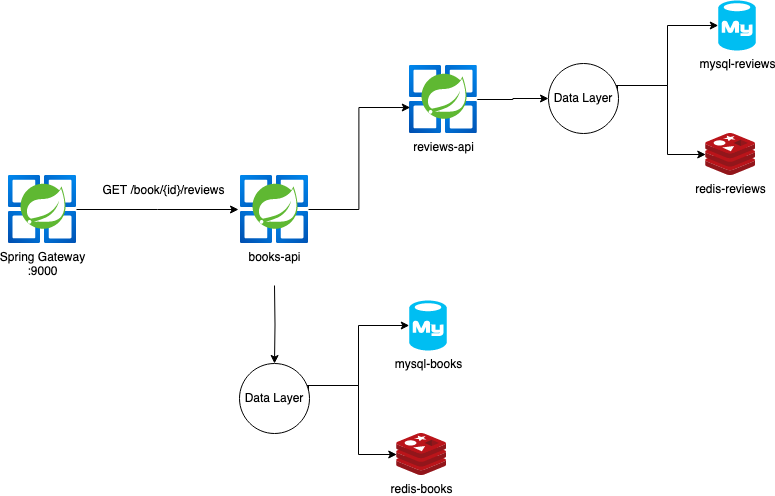 My
mysql-reviews
Data Layer
reviews-api
redis-reviews
GET /book/{id}/reviews
Spring Gateway
:9000
books-api
My
mysql-books
Data Layer
redis-books